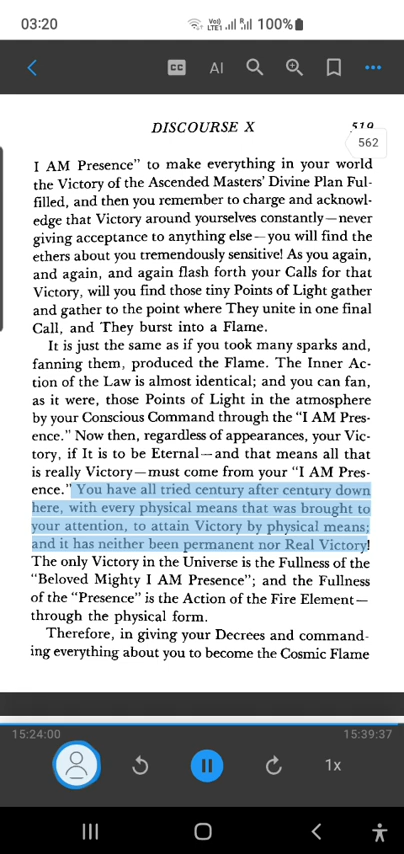 03:20
Vo)) LTE1 R 100%
CC AI
DISCOURSE X 519
562
I AM Presence” to make everything in your world
the Victory of the Ascended Masters’ Divine Plan Ful-
filled, and then you remember to charge and acknowl-
edge that Victory around yourselves constantly—never
giving acceptance to anything else—you will find the
ethers about you tremendously sensitive! As you again,
and again, and again flash forth your Calls for that
Victory, will you find those tiny Points of Light gather
and gather to the point where They unite in one final
Call, and They burst into a Flame.
It is just the same as if you took many sparks and,
fanning them, produced the Flame. The Inner Ac-
tion of the Law is almost identical; and you can fan,
as it were, those Points of Light in the atmosphere
by your Conscious Command through the “I AM Pres-
ence.” Now then, regardless of appearances, your Vic-
tory, if It is to be Eternal—and that means all that
is really Victory—must come from your “I AM Pres-
ence.” You have all tried century after century down
here, with every physical means that was brought to
your attention, to attain Victory by physical means;
and it has neither been permanent nor Real Victory!
The only Victory in the Universe is the Fullness of the
“Beloved Mighty I AM Presence”; and the Fullness
of the “Presence” is the Action of the Fire Element—
through the physical form.
Therefore, in giving your Decrees and command-
ing everything about you to become the Cosmic Flame
15:24:00 15:39:37
1x